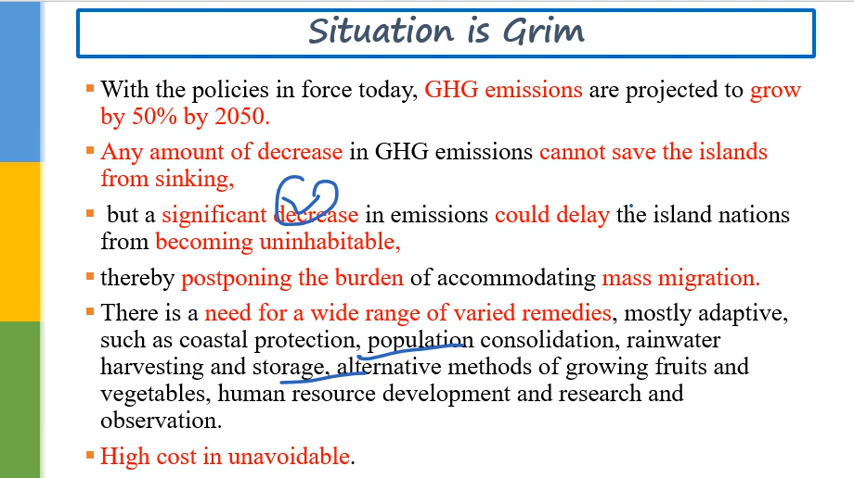 Situation is Grim
▪ With the policies in force today, GHG emissions are projected to grow
by 50% by 2050.
▪ Any amount of decrease in GHG emissions cannot save the islands
from sinking,
▪ but a significant decrease in emissions could delay the island nations
from becoming uninhabitable,
▪ thereby postponing the burden of accommodating mass migration.
▪ There is a need for a wide range of varied remedies, mostly adaptive,
such as coastal protection, population consolidation, rainwater
harvesting and storage, alternative methods of growing fruits and
vegetables, human resource development and research and
observation.
▪ High cost in unavoidable.